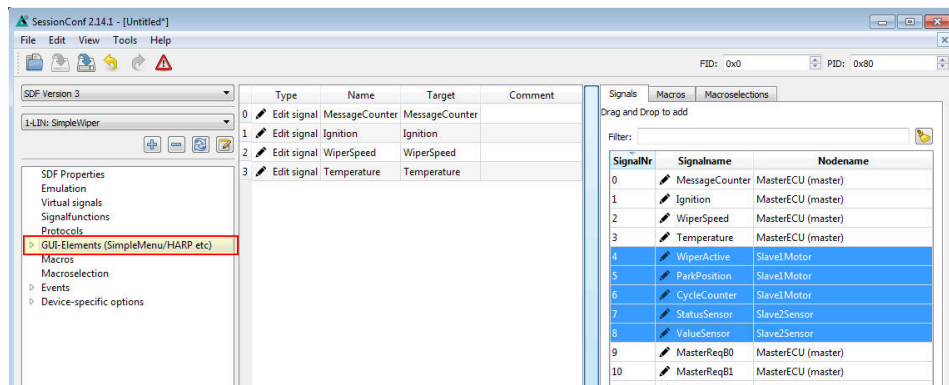 SessionConf 2.14.1 - [Untitled*]
File Edit View Tools Help
FID: 0x0 PID: 0x80
SDF Version 3
1-LIN: SimpleWiper
SDF Properties
Emulation
Virtual signals
Signalfunctions
Protocols
GUI-Elements (SimpleMenu/HARP etc)
Macros
Macroselection
Events
Device-specific options
Type Name Target Comment
0 Edit signal MessageCounter MessageCounter
1 Edit signal Ignition Ignition
2 Edit signal WiperSpeed WiperSpeed
3 Edit signal Temperature Temperature
Signals Macros Macroselections
Drag and Drop to add
Filter:
SignalNr Signalname Nodename
0 MessageCounter MasterECU (master)
1 Ignition MasterECU (master)
2 WiperSpeed MasterECU (master)
3 Temperature MasterECU (master)
4 WiperActive Slave1Motor
5 ParkPosition Slave1Motor
6 CycleCounter Slave1Motor
7 StatusSensor Slave2Sensor
8 ValueSensor Slave2Sensor
9 MasterReqB0 MasterECU (master)
10 MasterReqB1 MasterECU (master)